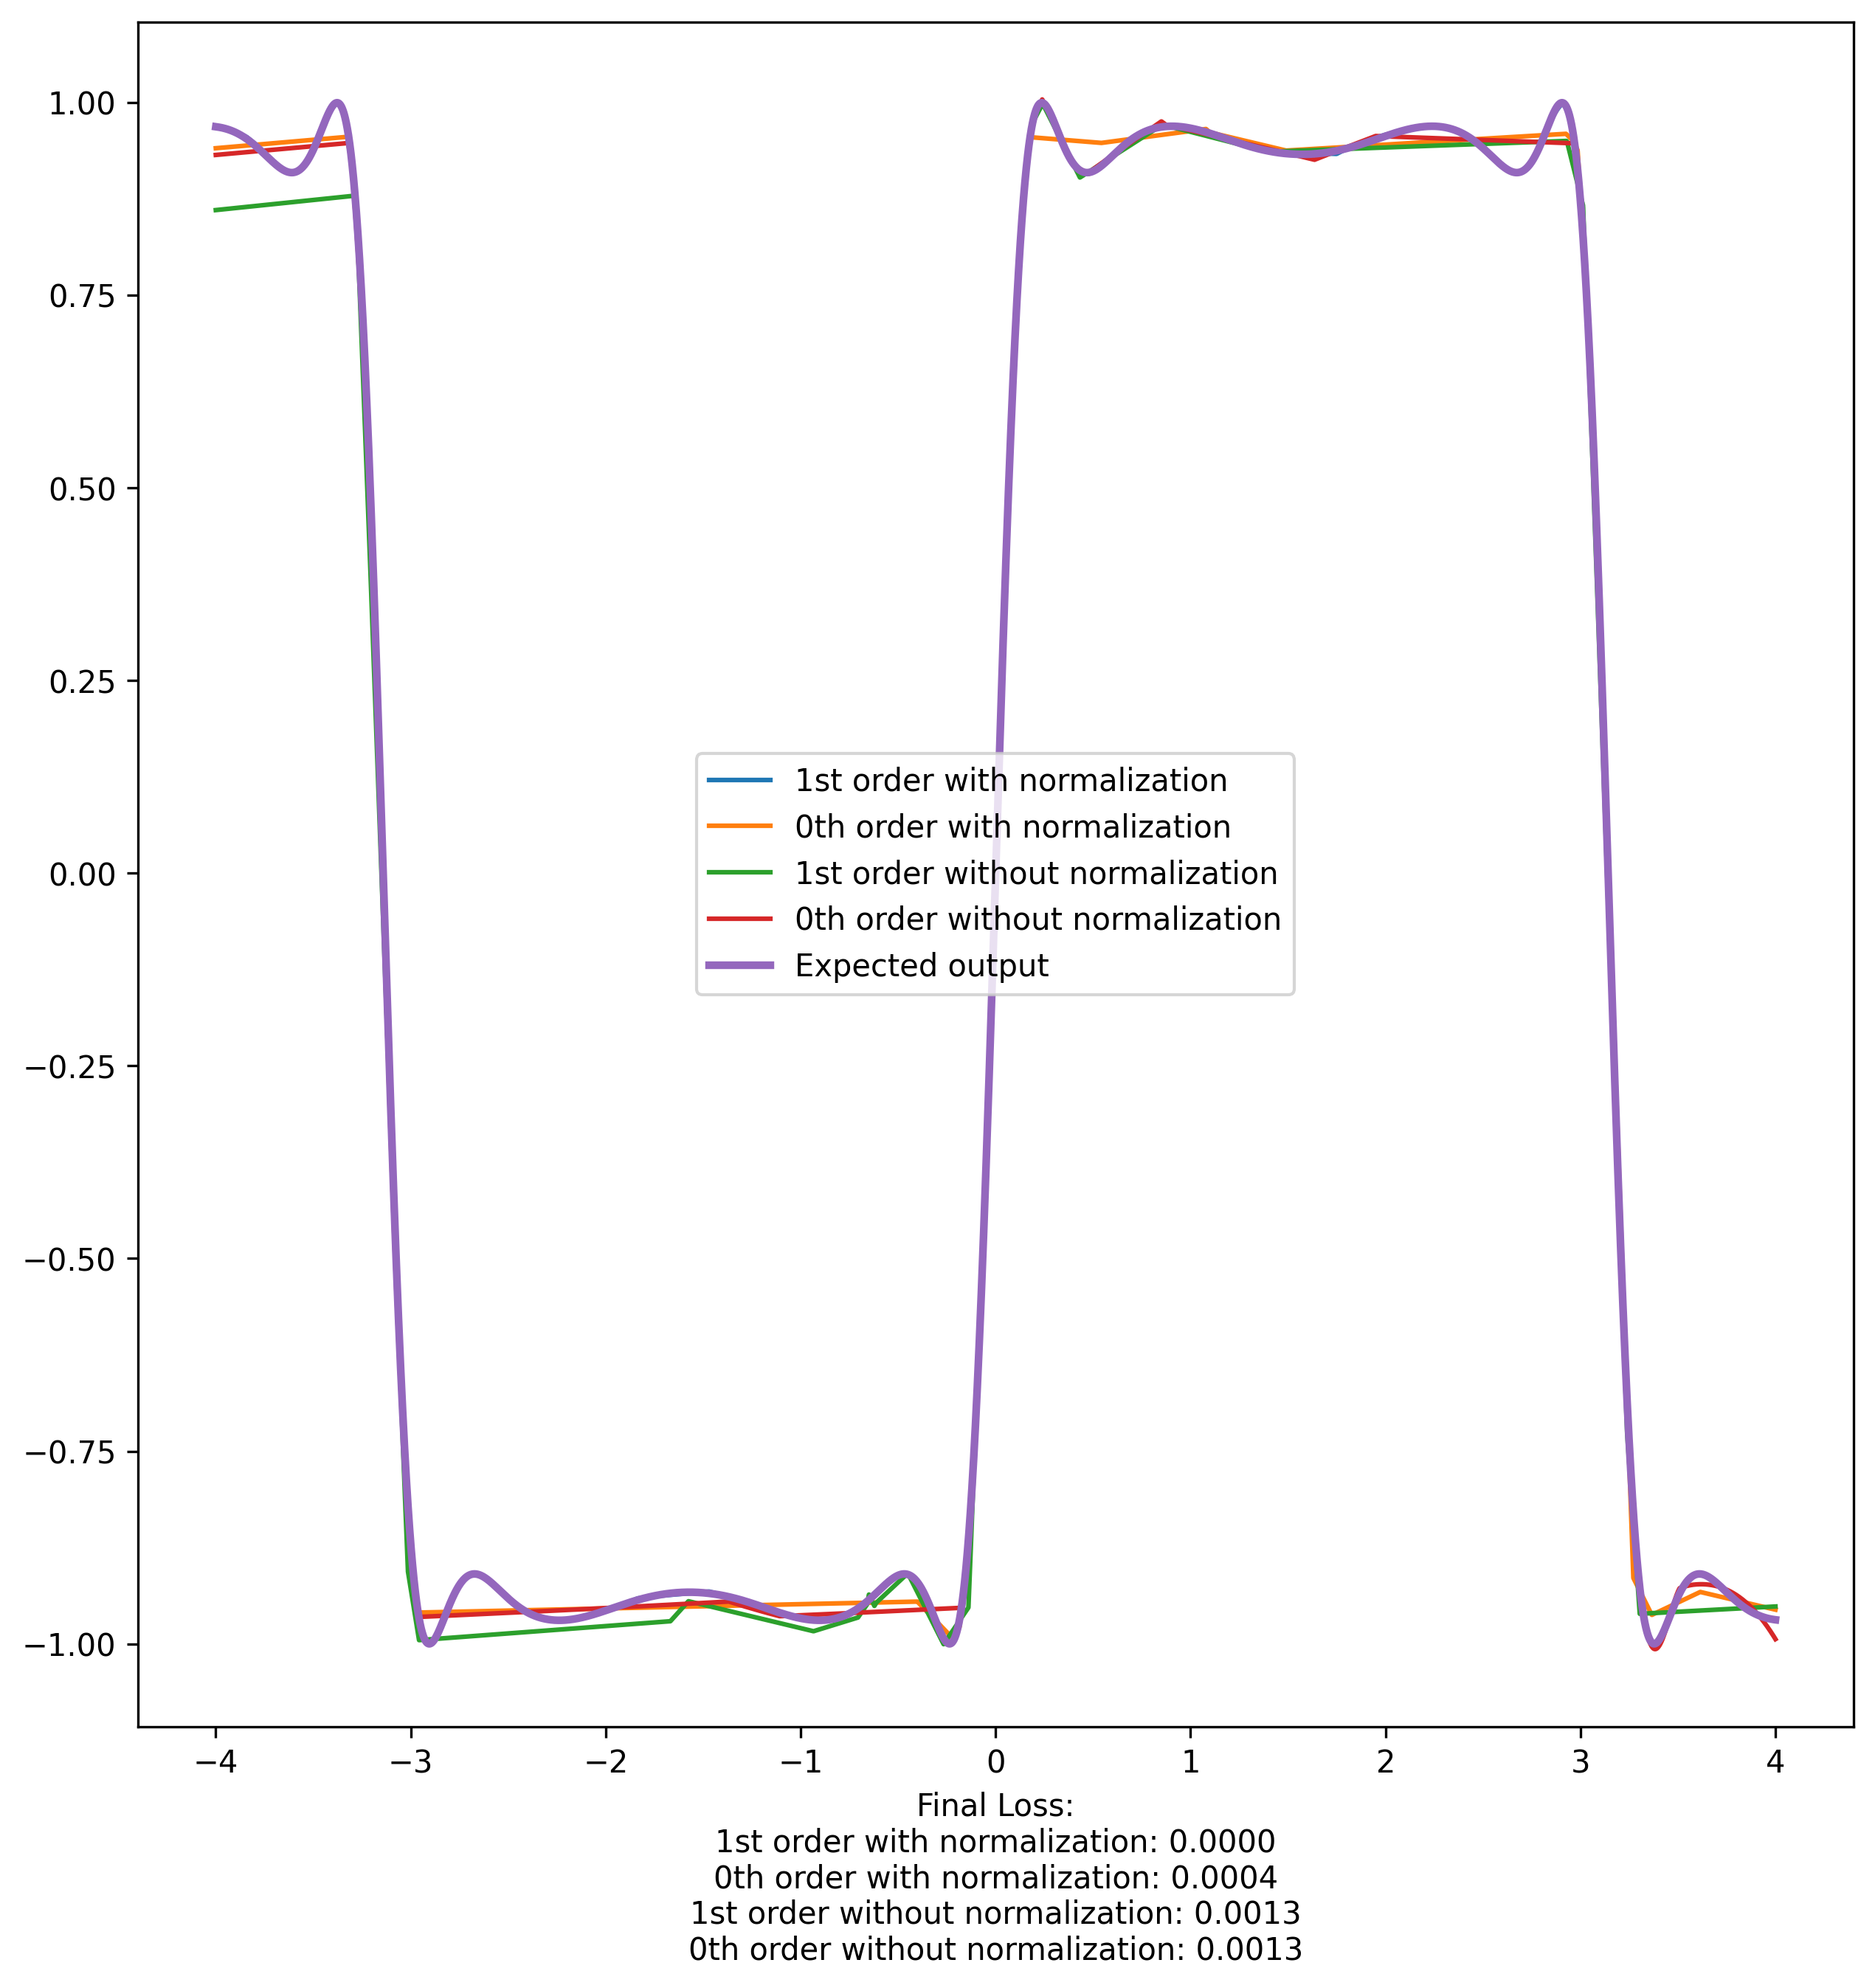 1.00
0.75
0.50
0.25
0.00
−0.25
−0.50
−0.75
−1.00
1st order with normalization
0th order with normalization
1st order without normalization
0th order without normalization
Expected output
−4 −3 −2 −1 0 1 2 3 4
Final Loss:
1st order with normalization: 0.0000
0th order with normalization: 0.0004
1st order without normalization: 0.0013
0th order without normalization: 0.0013